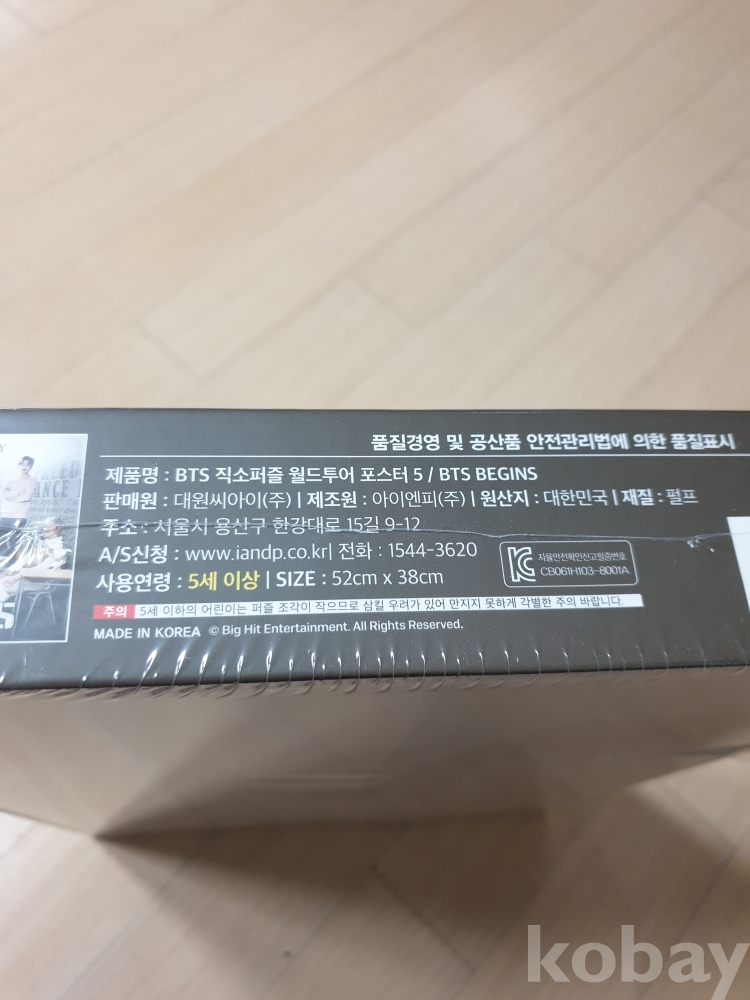 품질경영 및 공산품 안전관리법에 의한 품질표시
제품명 : BTS 직소퍼즐 월드투어 포스터 5 / BTS BEGINS
판매원 : 대원씨아이(주) | 제조원 : 아이엔피(주) | 원산지 : 대한민국 | 재질 : 펄프
주소 : 서울시 용산구 한강대로 15길 9-12
A/S신청 : www.iandp.co.kr| 전화 : 1544-3620
자율안전확인신고필증번호
CB061H103-8001A
사용연령 : 5세 이상 | SIZE : 52cm x 38cm
주의 5세 이하의 어린이는 퍼즐 조각이 작으므로 삼킬 우려가 있어 만지지 못하게 각별한 주의 바랍니다.
MADE IN KOREA © Big Hit Entertainment. All Rights Reserved.
kobay